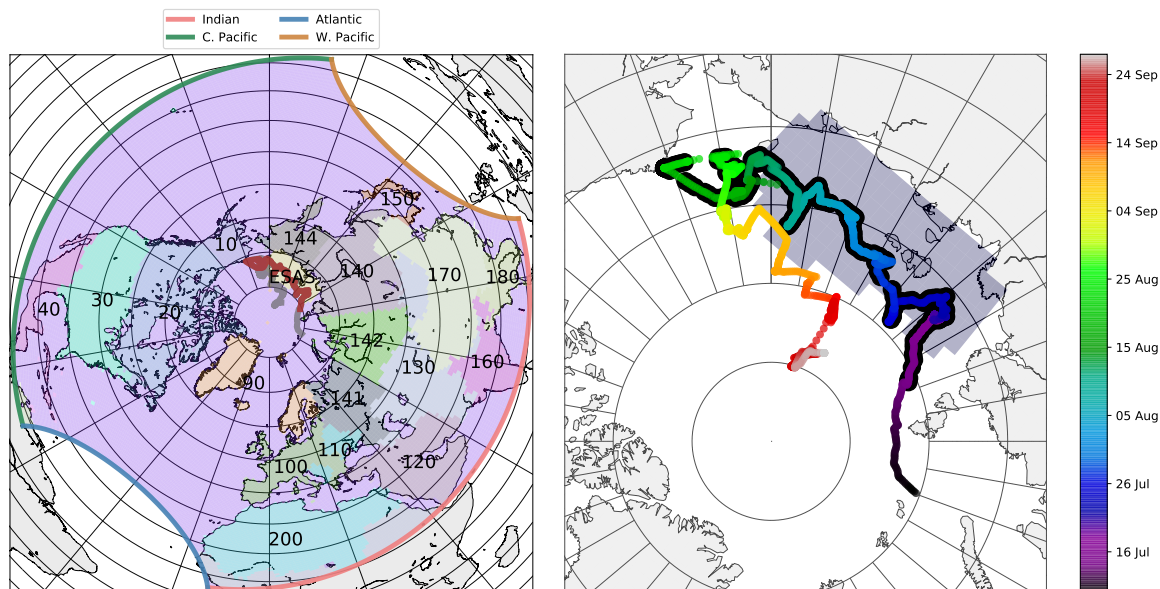 Indian Atlantic
C. Pacific W. Pacific
150
10 144
ESAS 140
170 180
40 30 20
142
160
130
90
141
110
100 120
200
24 Sep
14 Sep
04 Sep
25 Aug
15 Aug
05 Aug
26 Jul
16 Jul